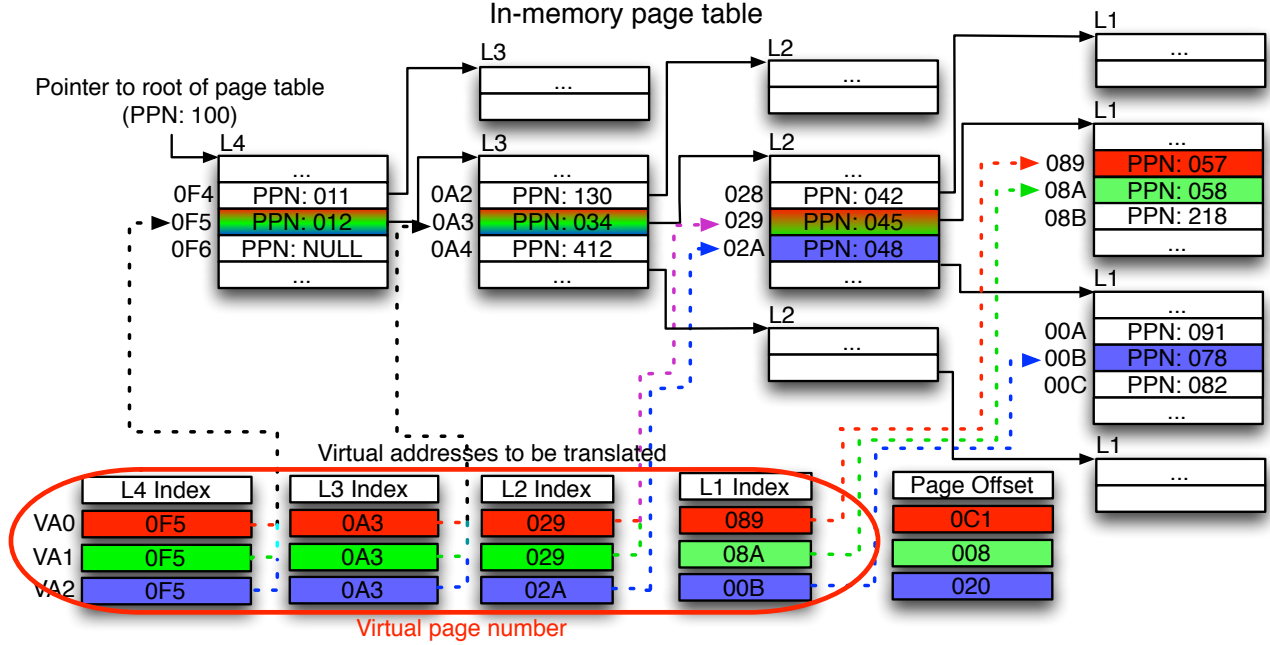 In-memory page table
Pointer to root of page table
(PPN: 100)
L4
...
0F4 PPN: 011
0F5 PPN: 012
0F6 PPN: NULL
...
L3
...
L3
...
0A2 PPN: 130
0A3 PPN: 034
0A4 PPN: 412
...
L2
...
L2
...
028 PPN: 042
029 PPN: 045
02A PPN: 048
...
L2
...
L1
...
L1
...
089 PPN: 057
08A PPN: 058
08B PPN: 218
...
L1
...
00A PPN: 091
00B PPN: 078
00C PPN: 082
...
L1
...
Virtual addresses to be translated
L4 Index L3 Index L2 Index L1 Index Page Offset
VA0 0F5 0A3 029 089 0C1
VA1 0F5 0A3 029 08A 008
VA2 0F5 0A3 02A 00B 020
Virtual page number